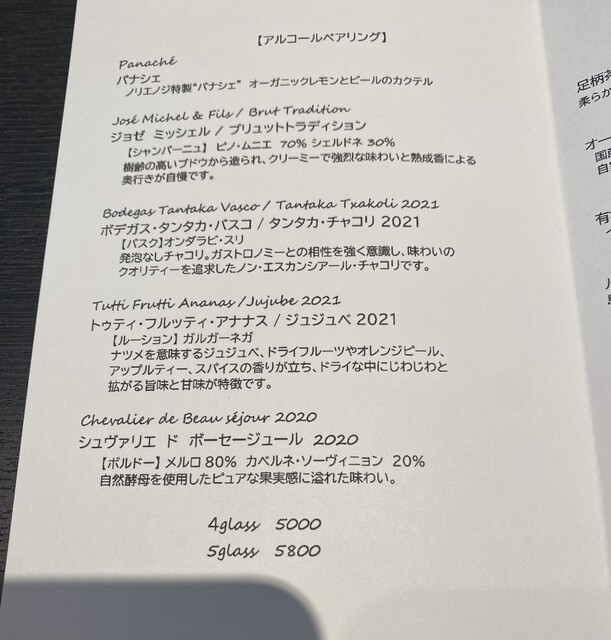 【アルコールペアリング】
Panaché
パナシェ
ノリエノジ特製"パナシェ" オーガニックレモンとビールのカクテル
José Michel & Fils / Brut Tradition
ジョゼ ミッシェル / ブリュットトラディション
【シャンパーニュ】 ピノ・ムニエ 70% シェルドネ 30%
樹齢の高いブドウから造られ、クリーミーで強烈な味わいと熟成香による
奥行きが自慢です。
Bodegas Tantaka Vasco / Tantaka Txakoli 2021
ボデガス・タンタカ・バスコ / タンタカ・チャコリ 2021
【バスク】オンダラビ・スリ
発泡なしチャコリ。ガストロノミーとの相性を強く意識し、味わいの
クオリティーを追求したノン・エスカンシアール・チャコリです。
Tutti Frutti Ananas /Jujube 2021
トゥティ・フルッティ・アナナス / ジュジュベ 2021
【ルーション】 ガルガーネガ
ナツメを意味するジュジュベ、ドライフルーツやオレンジピール、
アップルティー、スパイスの香りが立ち、ドライな中にじわじわと
拡がる旨味と甘味が特徴です。
Chevalier de Beau séjour 2020
シュヴァリエ ド ボーセージュール 2020
【ボルドー】 メルロ 80% カベルネ・ソーヴィニョン 20%
自然酵母を使用したピュアな果実感に溢れた味わい。
4glass 5000
5glass 5800
足柄茶
柔らか
オー
国産
自
有